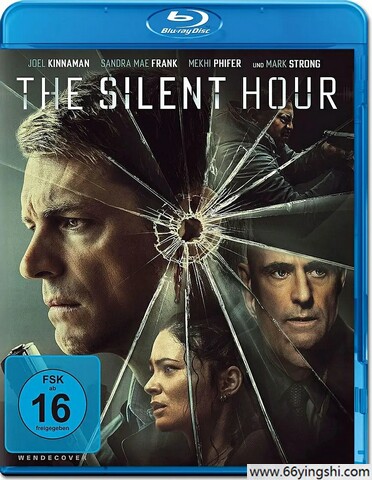 Blu-ray Disc
JOEL KINNAMAN SANDRA MAE FRANK MEKHI PHIFER UND MARK STRONG
THE SILENT HOUR
FSK
ab
16
freigegeben
WENDECOVER
www.66yingshi.com